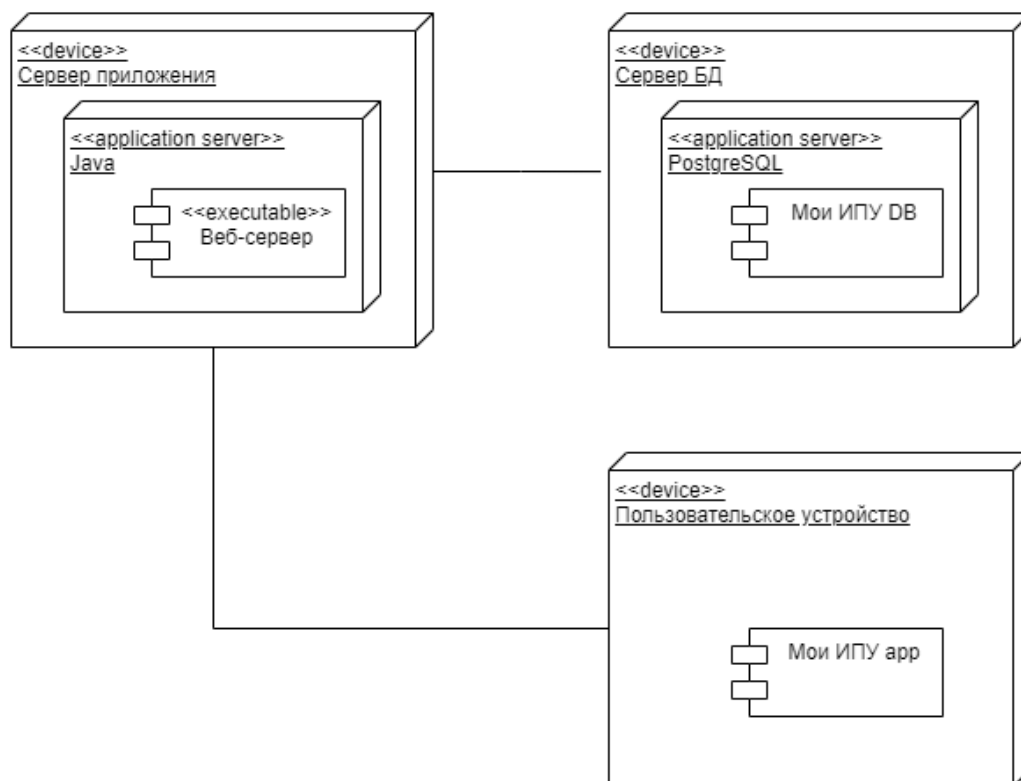 <<device>>
Сервер приложения
<<application server>>
Java
<<executable>>
Веб-сервер
<<device>>
Сервер БД
<<application server>>
PostgreSQL
Мои ИПУ DB
<<device>>
Пользовательское устройство
Мои ИПУ app